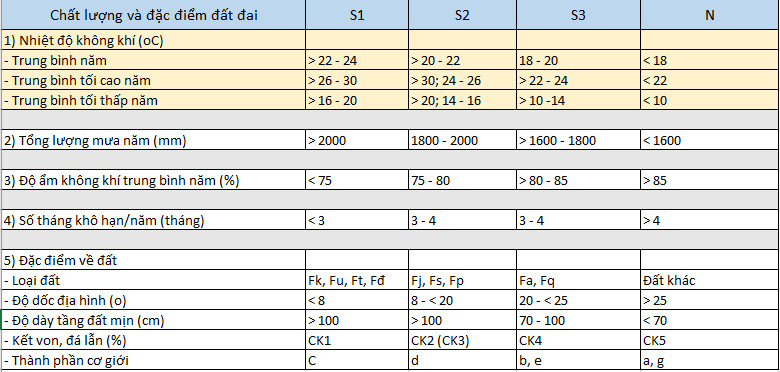 Chất lượng và đặc điểm đất đai S1 S2 S3 N
1) Nhiệt độ không khí (oC)
- Trung bình năm > 22 - 24 > 20 - 22 18 - 20 < 18
- Trung bình tối cao năm > 26 - 30 > 30; 24 - 26 > 22 - 24 < 22
- Trung bình tối thấp năm > 16 - 20 > 20; 14 - 16 > 10 -14 < 10
2) Tổng lượng mưa năm (mm) > 2000 1800 - 2000 > 1600 - 1800 < 1600
3) Độ ẩm không khí trung bình năm (%) < 75 75 - 80 > 80 - 85 > 85
4) Số tháng khô hạn/năm (tháng) < 3 3 - 4 3 - 4 > 4
5) Đặc điểm về đất
- Loại đất Fk, Fu, Ft, Fđ Fj, Fs, Fp Fa, Fq Đất khác
- Độ dốc địa hình (o) < 8 8 - < 20 20 - < 25 > 25
- Độ dày tầng đất mịn (cm) > 100 > 100 70 - 100 < 70
- Kết von, đá lẫn (%) CK1 CK2 (CK3) CK4 CK5
- Thành phần cơ giới C d b, e a, g